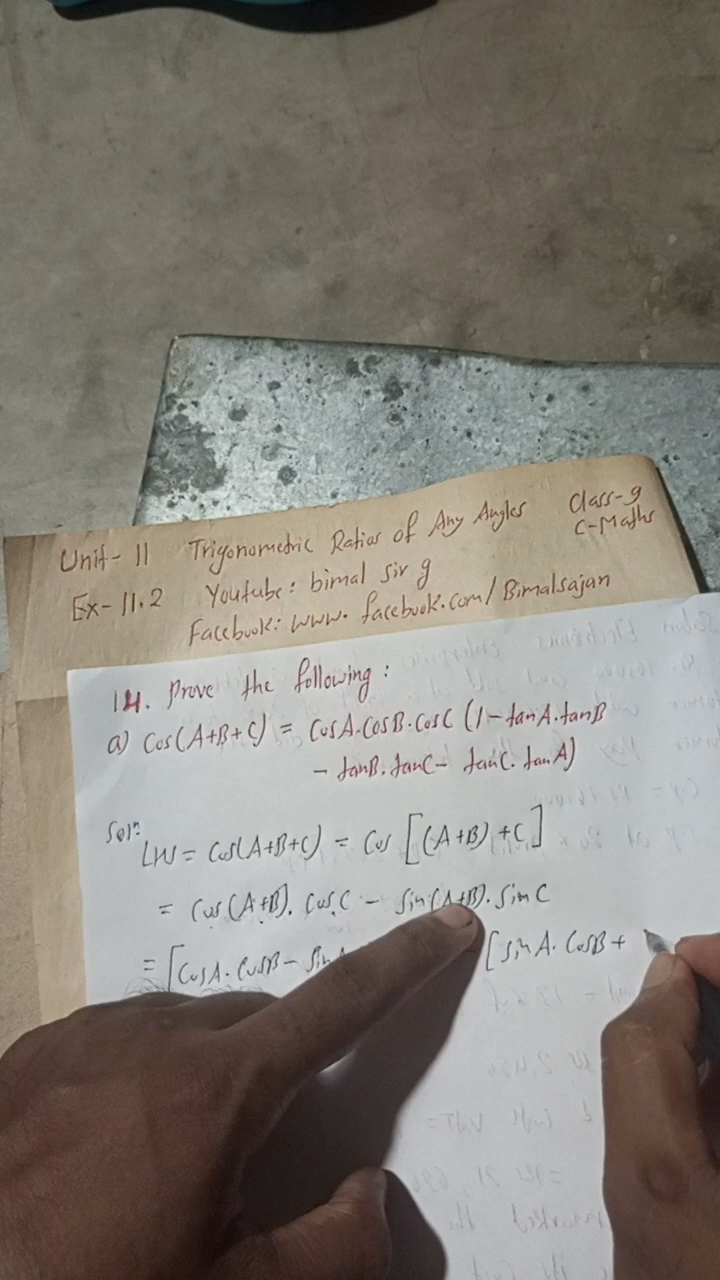 Unit- 11 Trigonometric Ratios of Any Angles Class-9
C-Maths
Ex- 11.2 Youtube: bimal sir g
Facebook: www. facebook.com/Bimalsajan
14. Prove the following:
a) Cos(A+B+C) = CosA.CosB.CosC (1-tanA.tanB
- tanB.tanC- tanC.tanA)
Solⁿ:
LHS = Cos(A+B+C) = Cos [(A+B)+C]
= Cos(A+B). Cos.C - Sin(A+B).SinC
= [CosA.CosB- Sin [SinA.CosB+